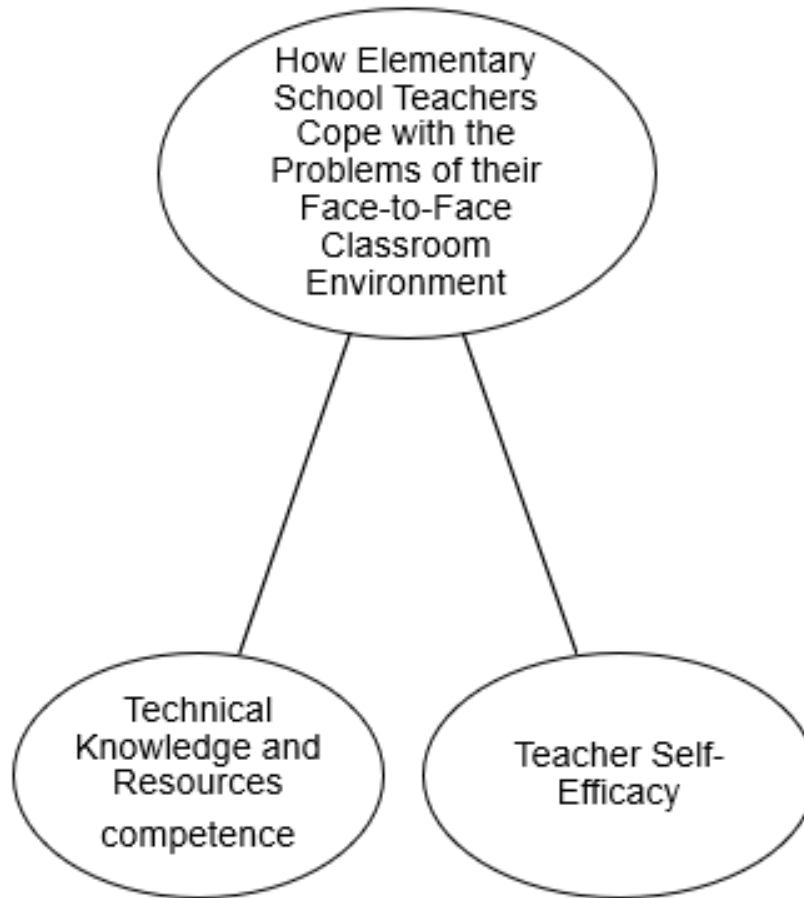 How Elementary
School Teachers
Cope with the
Problems of their
Face-to-Face
Classroom
Environment
Technical
Knowledge and
Resources
competence
Teacher Self-
Efficacy